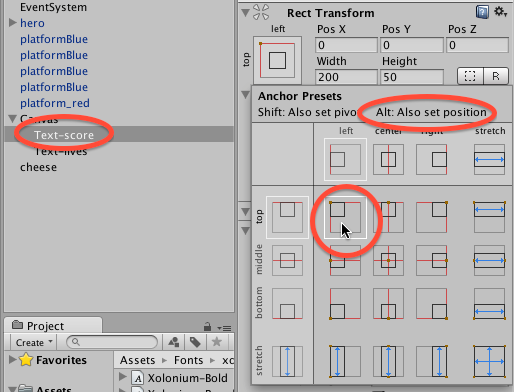 EventSystem
hero
platformBlue
platformBlue
platformBlue
platformBlue
platform_red
Canvas
Text-score
Text-lives
cheese
Project
Create
Favorites
Assets
Assets Fonts xo
Xolonium-Bold
Rect Transform
left
top
Pos X Pos Y Pos Z
0 0 0
Width Height
200 50
R
Anchor Presets
Shift: Also set pivo Alt: Also set position
left center right stretch
top
middle
bottom
stretch